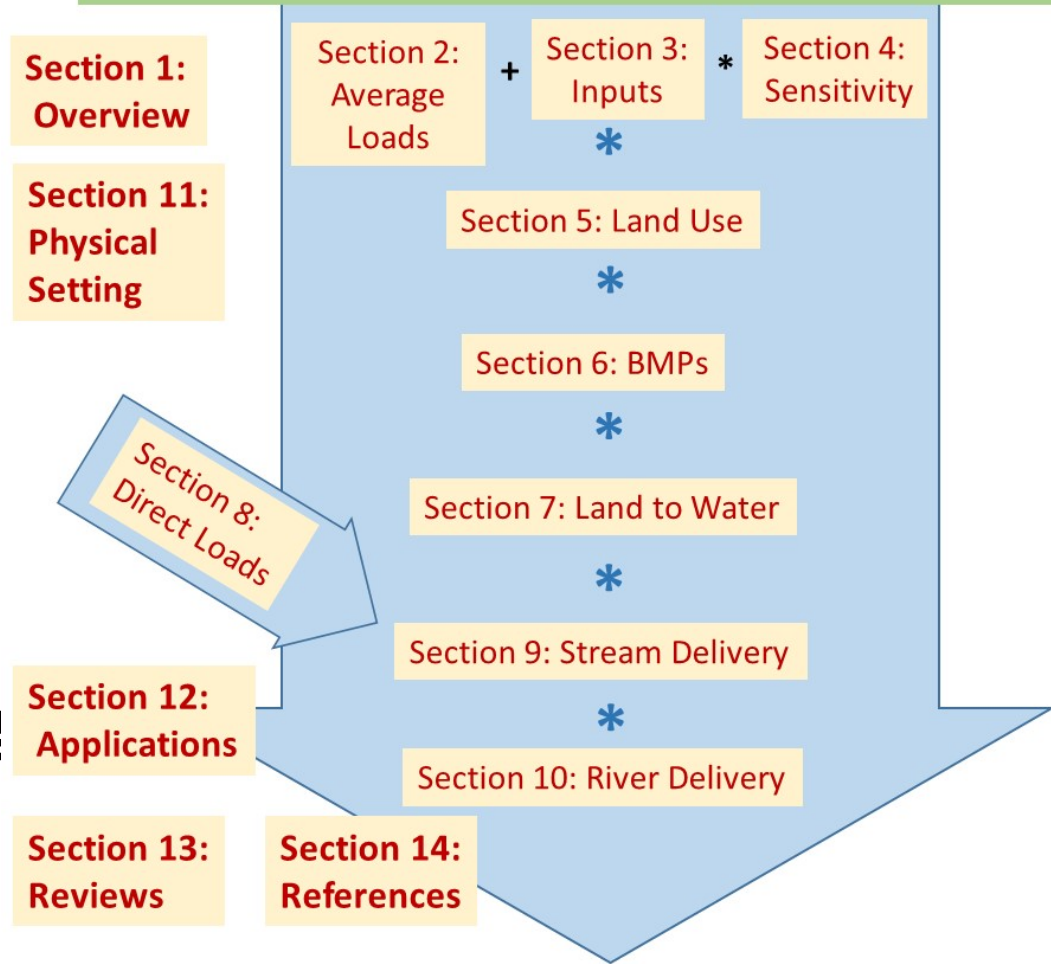 Section 1:
Overview
Section 2:
Average
Loads
+
Section 3:
Inputs
*
Section 4:
Sensitivity
*
Section 11:
Physical
Setting
Section 5: Land Use
*
Section 6: BMPs
*
Section 8:
Direct Loads
Section 7: Land to Water
*
Section 9: Stream Delivery
*
Section 12:
Applications
Section 10: River Delivery
Section 13:
Reviews
Section 14:
References